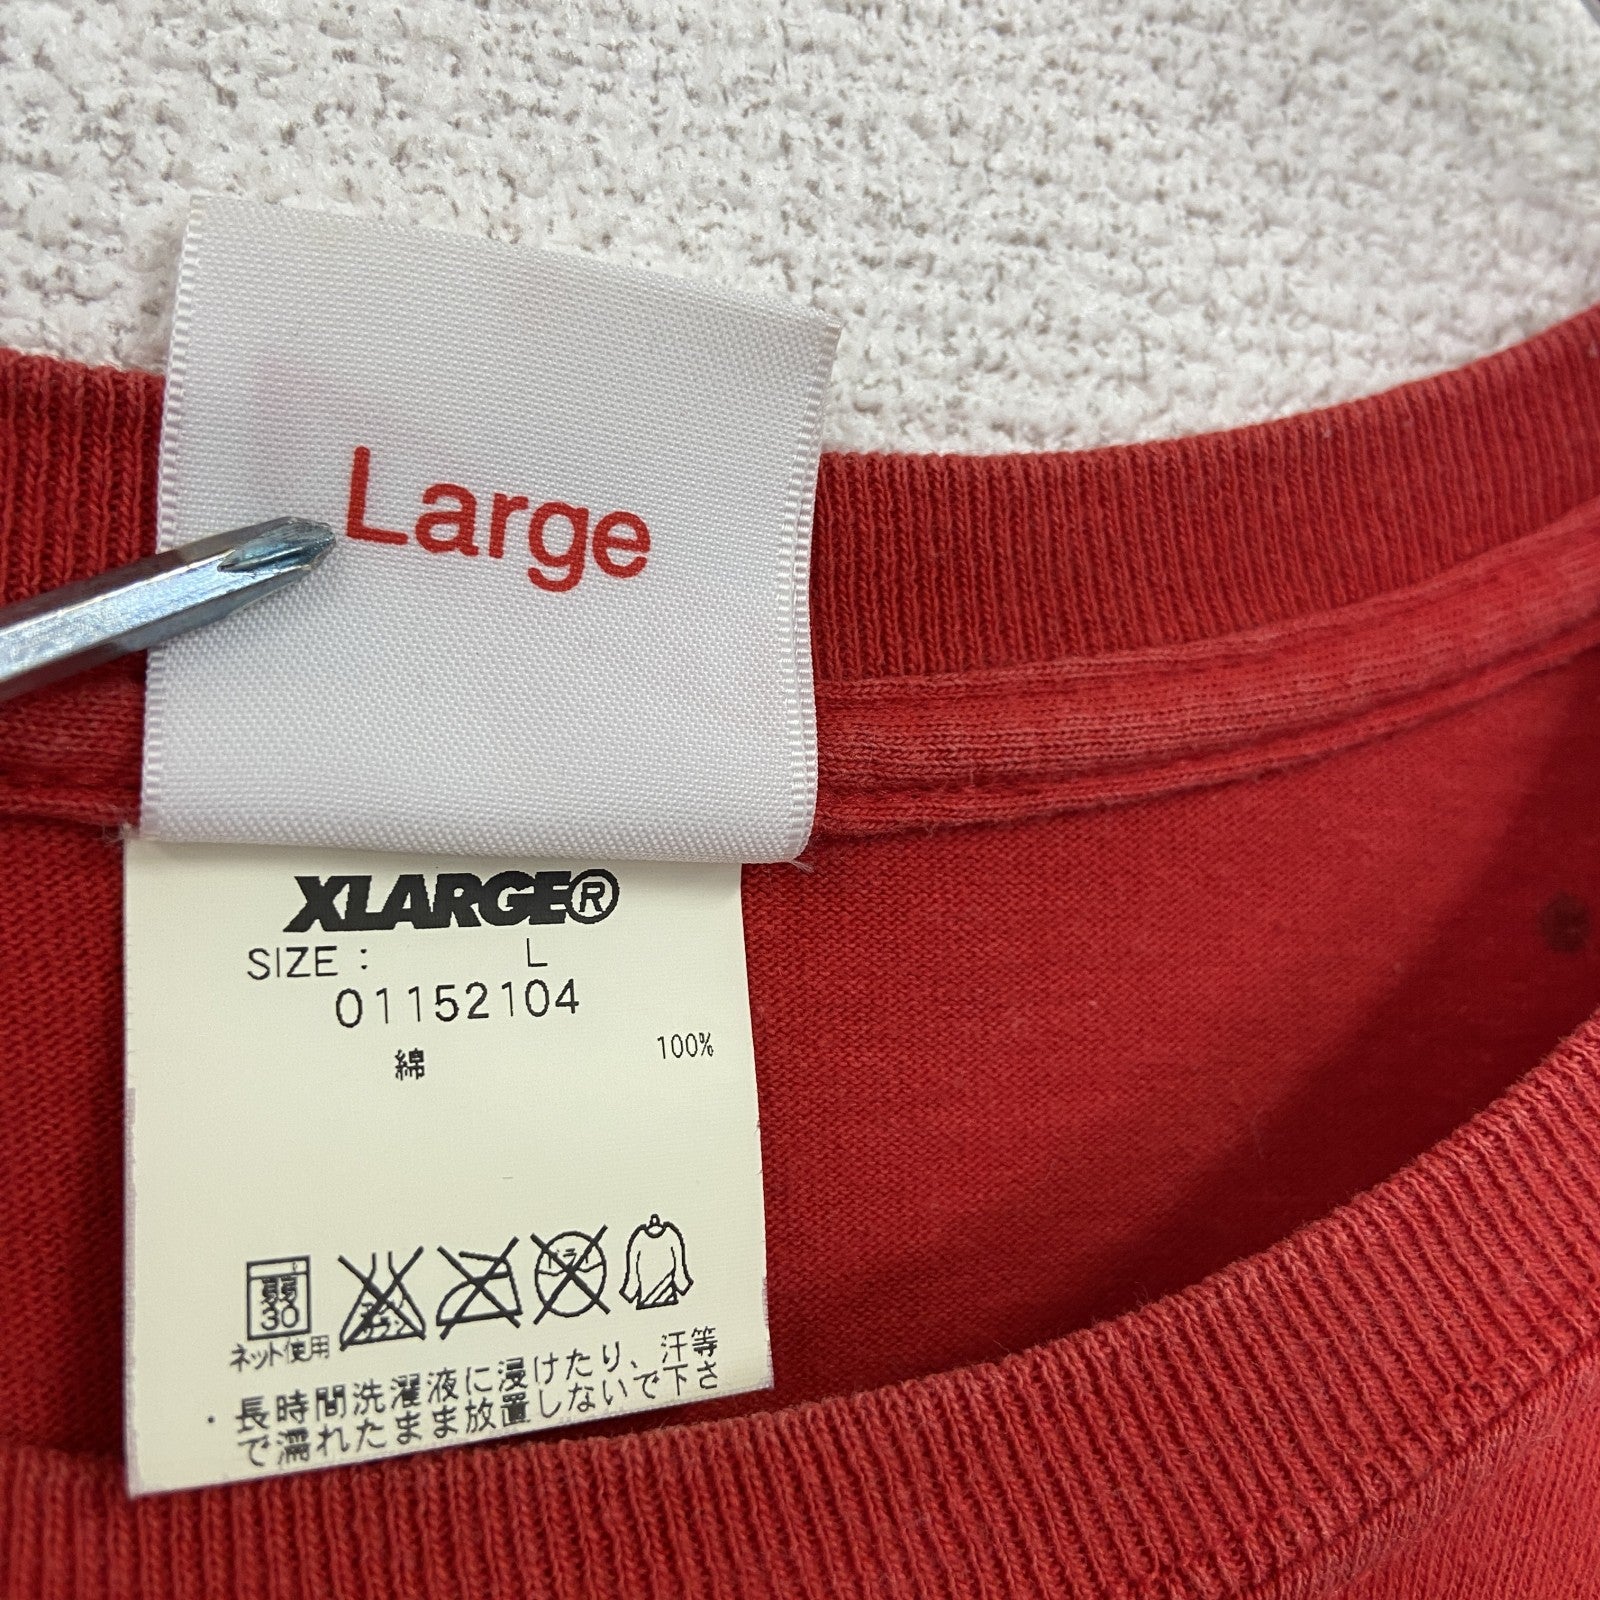 Large
XLARGE®
SIZE : L
01152104
綿 100%
弱 30
ネット使用
・長時間洗濯液に浸けたり、汗等
で濡れたまま放置しないで下さ